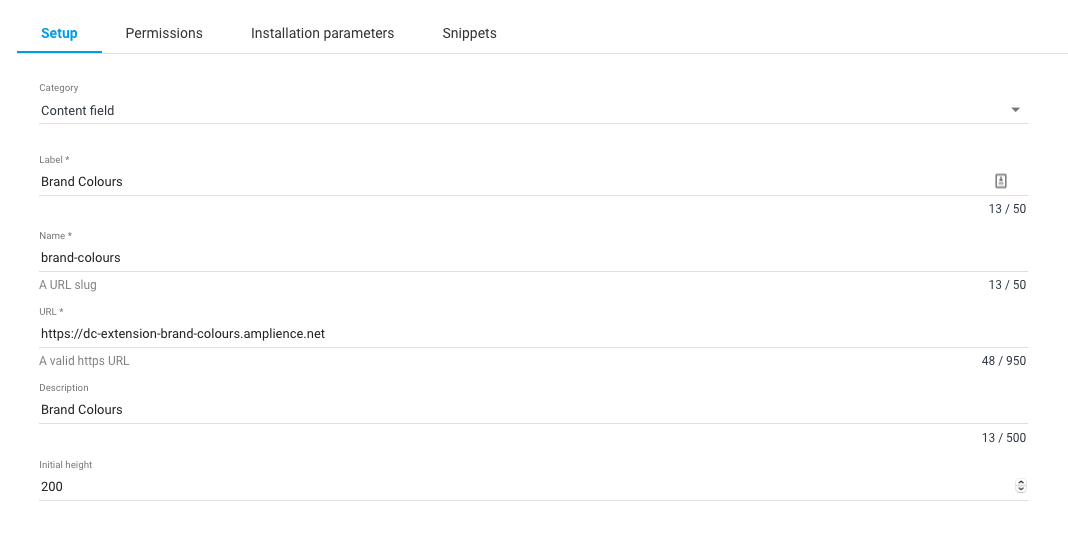 Setup Permissions Installation parameters Snippets
Category
Content field
Label *
Brand Colours
13 / 50
Name *
brand-colours
A URL slug 13 / 50
URL *
https://dc-extension-brand-colours.amplience.net
A valid https URL 48 / 950
Description
Brand Colours
13 / 500
Initial height
200